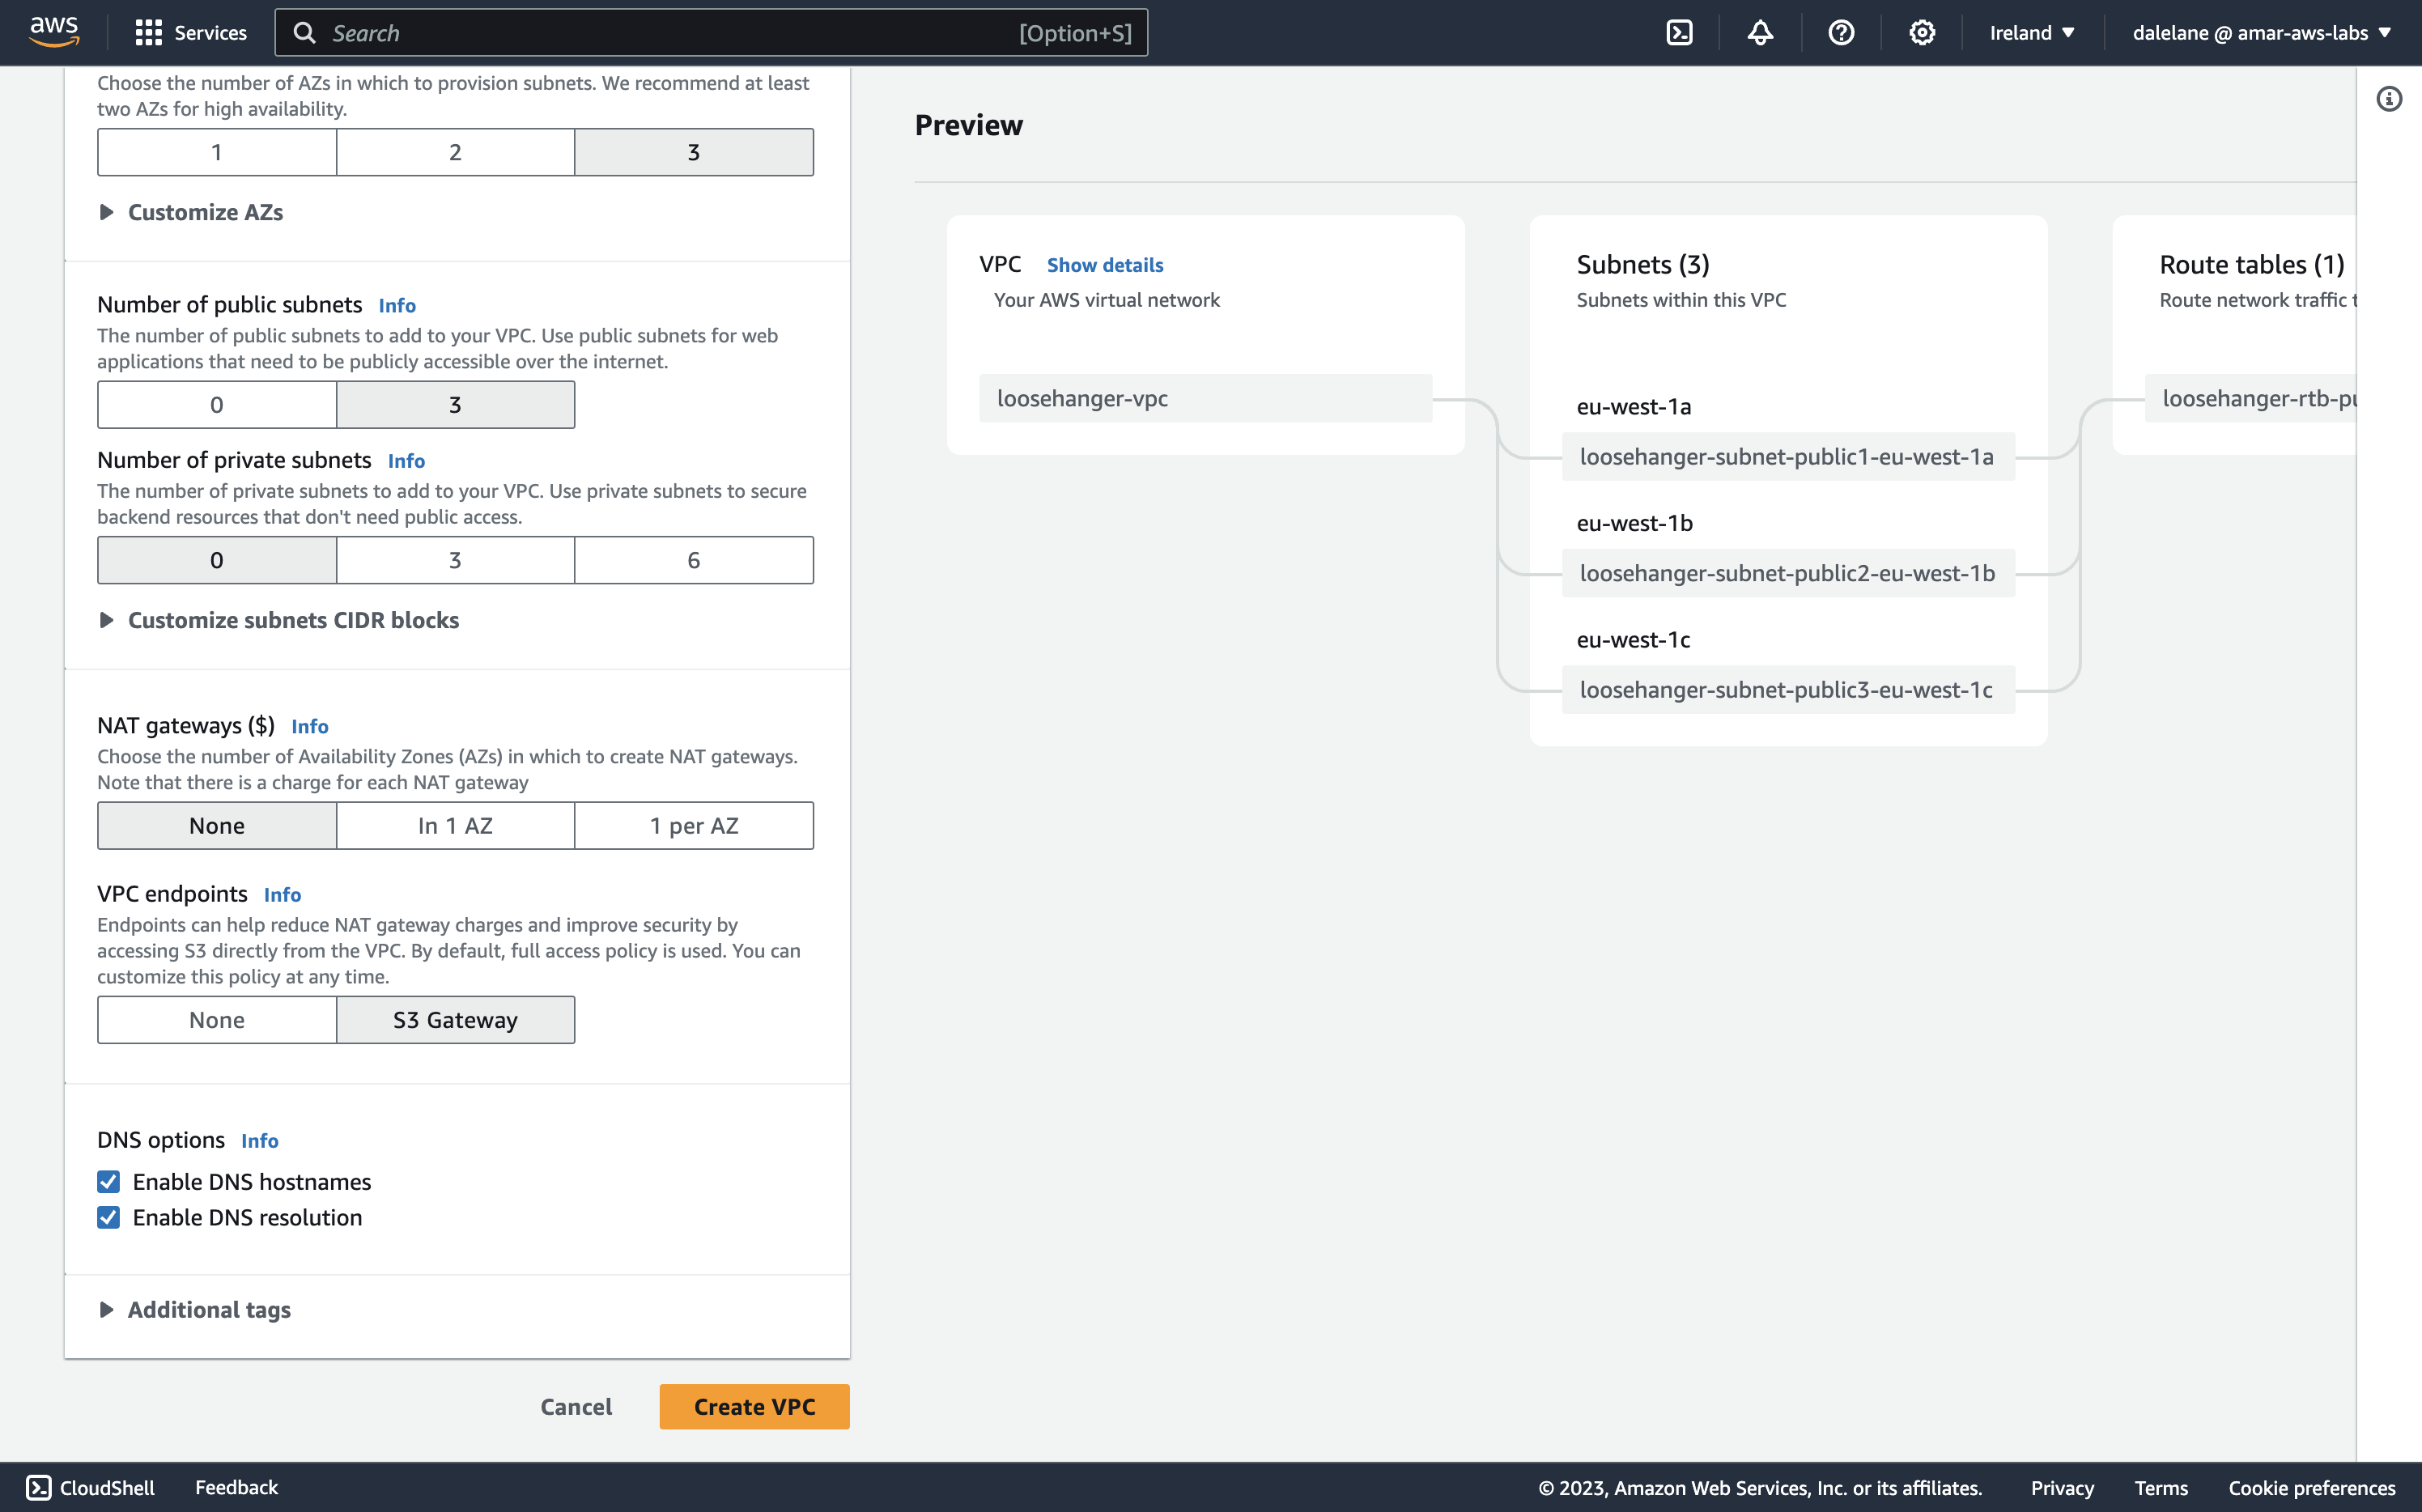 aws
Services
Search
[Option+S]
Ireland
dalelane @ amar-aws-labs
Choose the number of AZs in which to provision subnets. We recommend at least
two AZs for high availability.
1
2
3
Customize AZs
Number of public subnets Info
The number of public subnets to add to your VPC. Use public subnets for web
applications that need to be publicly accessible over the internet.
0
3
Number of private subnets Info
The number of private subnets to add to your VPC. Use private subnets to secure
backend resources that don't need public access.
0
3
6
Customize subnets CIDR blocks
NAT gateways ($) Info
Choose the number of Availability Zones (AZs) in which to create NAT gateways.
Note that there is a charge for each NAT gateway
None
In 1 AZ
1 per AZ
VPC endpoints Info
Endpoints can help reduce NAT gateway charges and improve security by
accessing S3 directly from the VPC. By default, full access policy is used. You can
customize this policy at any time.
None
S3 Gateway
DNS options Info
Enable DNS hostnames
Enable DNS resolution
Additional tags
Cancel
Create VPC
Preview
VPC Show details
Your AWS virtual network
loosehanger-vpc
Subnets (3)
Subnets within this VPC
eu-west-1a
loosehanger-subnet-public1-eu-west-1a
eu-west-1b
loosehanger-subnet-public2-eu-west-1b
eu-west-1c
loosehanger-subnet-public3-eu-west-1c
Route tables (1)
Route network traffic
loosehanger-rtb-pu
CloudShell
Feedback
© 2023, Amazon Web Services, Inc. or its affiliates.
Privacy
Terms
Cookie preferences